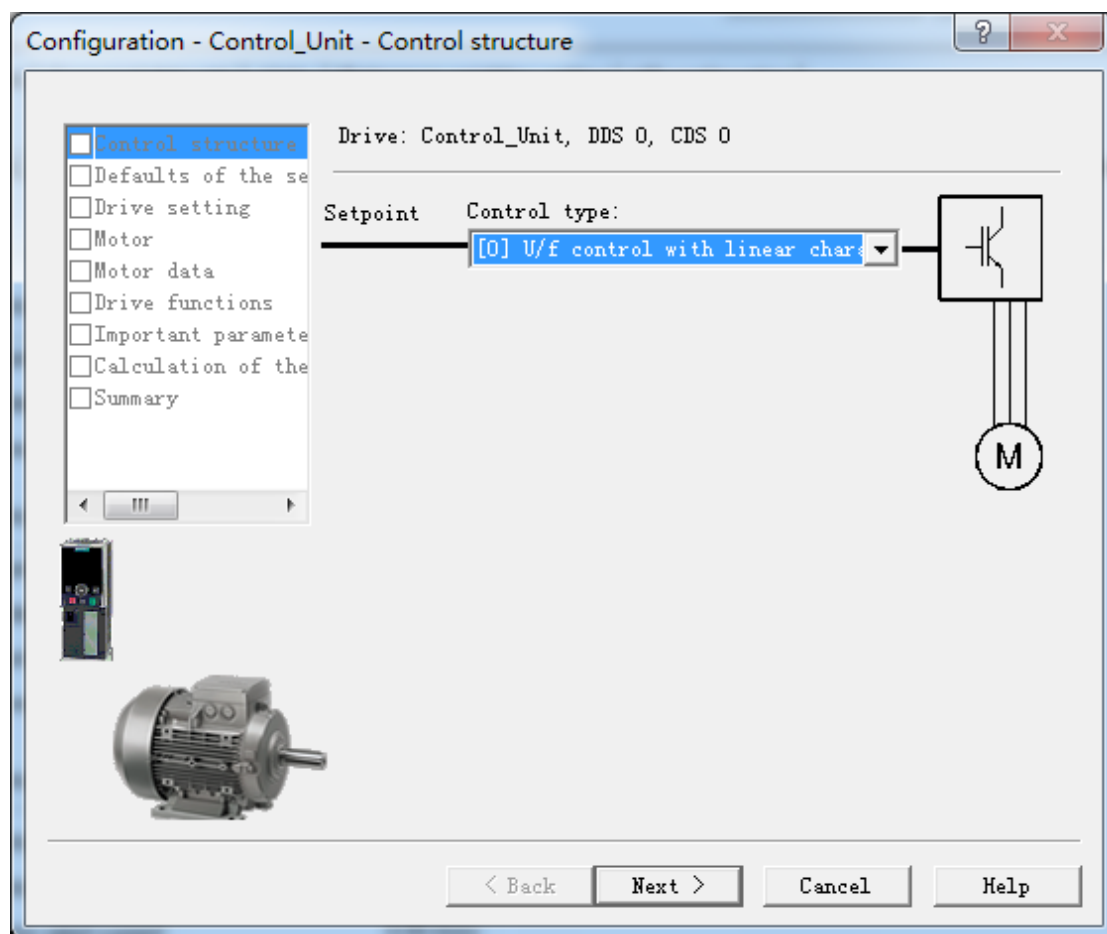 Configuration - Control_Unit - Control structure
Control structure
Defaults of the se
Drive setting
Motor
Motor data
Drive functions
Important paramete
Calculation of the
Summary
Drive: Control_Unit, DDS 0, CDS 0
Setpoint
Control type:
[0] U/f control with linear chara
M
< Back
Next >
Cancel
Help